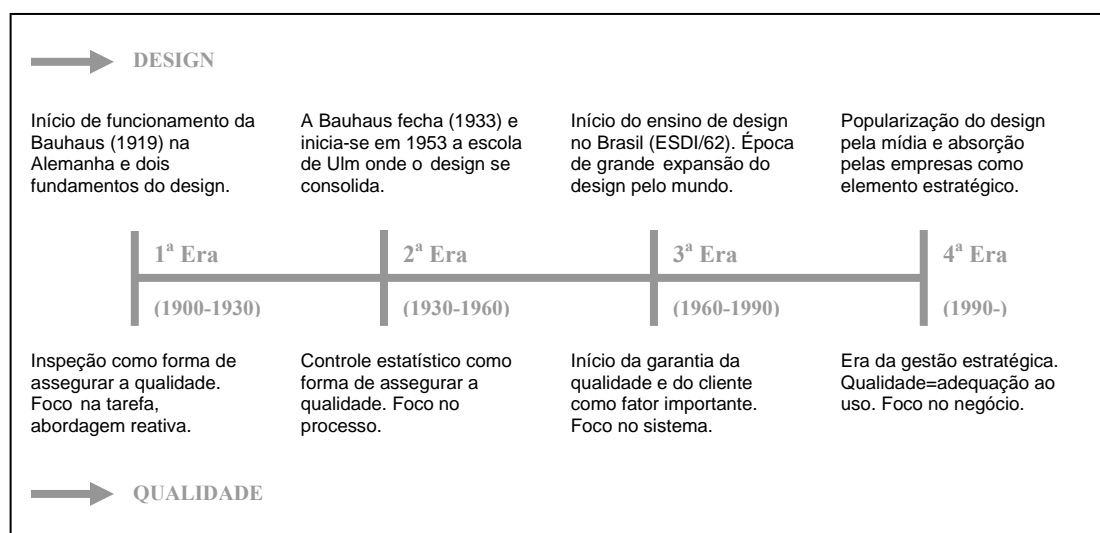 DESIGN
Início de funcionamento da
Bauhaus (1919) na
Alemanha e dois
fundamentos do design.
A Bauhaus fecha (1933) e
inicia-se em 1953 a escola
de Ulm onde o design se
consolida.
Início do ensino de design
no Brasil (ESDI/62). Época
de grande expansão do
design pelo mundo.
Popularização do design
pela mídia e absorção
pelas empresas como
elemento estratégico.
1ª Era
2ª Era
3ª Era
4ª Era
(1900-1930)
(1930-1960)
(1960-1990)
(1990-)
Inspeção como forma de
assegurar a qualidade.
Foco na tarefa,
abordagem reativa.
Controle estatístico como
forma de assegurar a
qualidade. Foco no
processo.
Início da garantia da
qualidade e do cliente
como fator importante.
Foco no sistema.
Era da gestão estratégica.
Qualidade=adequação ao
uso. Foco no negócio.
QUALIDADE